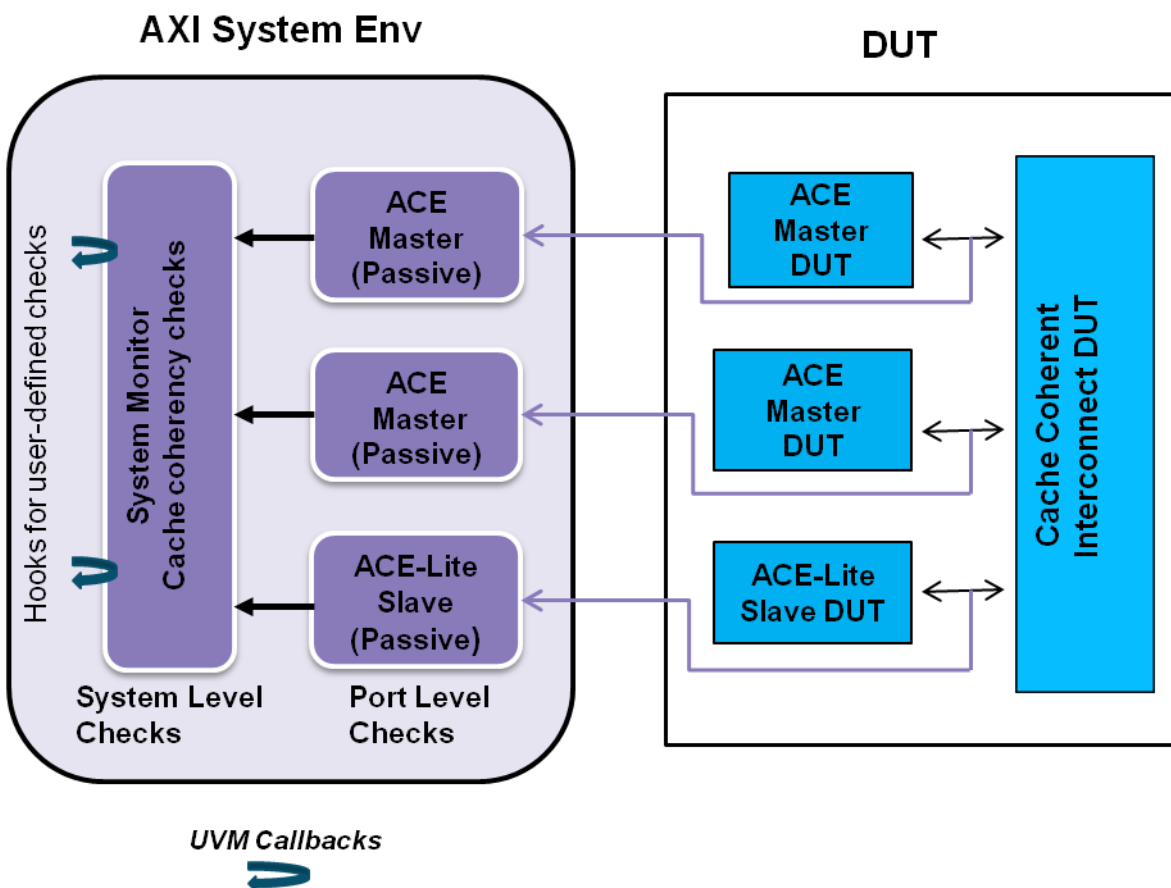 AXI System Env
DUT
Hooks for user-defined checks
System Monitor
Cache coherency checks
ACE
Master
(Passive)
ACE
Master
(Passive)
ACE-Lite
Slave
(Passive)
System Level
Checks
Port Level
Checks
ACE
Master
DUT
ACE
Master
DUT
ACE-Lite
Slave DUT
Cache Coherent
Interconnect DUT
UVM Callbacks